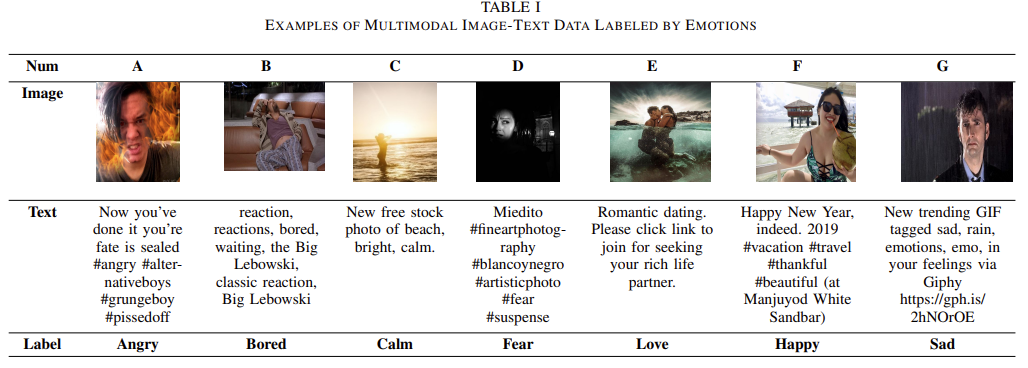 TABLE I
EXAMPLES OF MULTIMODAL IMAGE-TEXT DATA LABELED BY EMOTIONS
Num A B C D E F G
Image
Text
Now you've
done it you're
fate is sealed
#angry #alter-
nativeboys
#grungeboy
#pissedoff
reaction,
reactions, bored,
waiting, the Big
Lebowski,
classic reaction,
Big Lebowski
New free stock
photo of beach,
bright, calm.
Miedito
#fineartphotog-
raphy
#blancoynegro
#artisticphoto
#fear
#suspense
Romantic dating.
Please click link to
join for seeking
your rich life
partner.
Happy New Year,
indeed. 2019
#vacation #travel
#thankful
#beautiful (at
Manjuyod White
Sandbar)
New trending GIF
tagged sad, rain,
emotions, emo, in
your feelings via
Giphy
https://gph.is/
2hNOrOE
Label Angry Bored Calm Fear Love Happy Sad